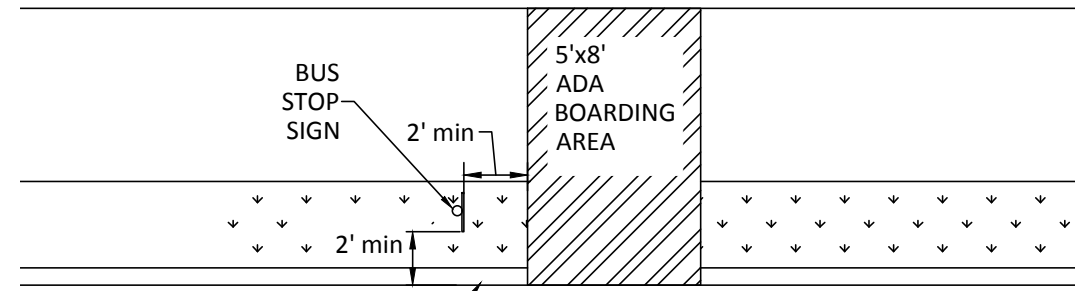 BUS
STOP
SIGN
2' min
5'x8'
ADA
BOARDING
AREA
2' min